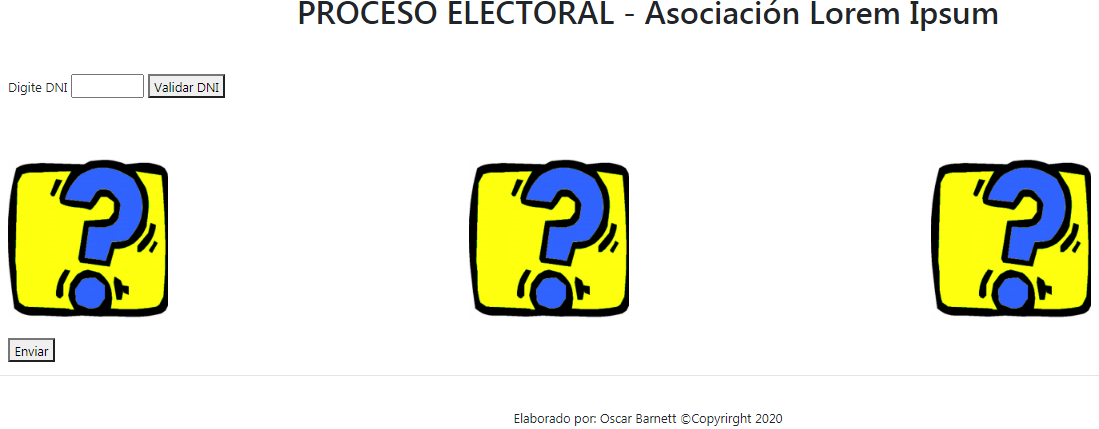 PROCESO ELECTORAL - Asociación Lorem Ipsum
Digite DNI Validar DNI
? ? ?
Enviar
Elaborado por: Oscar Barnett ©Copyrirght 2020